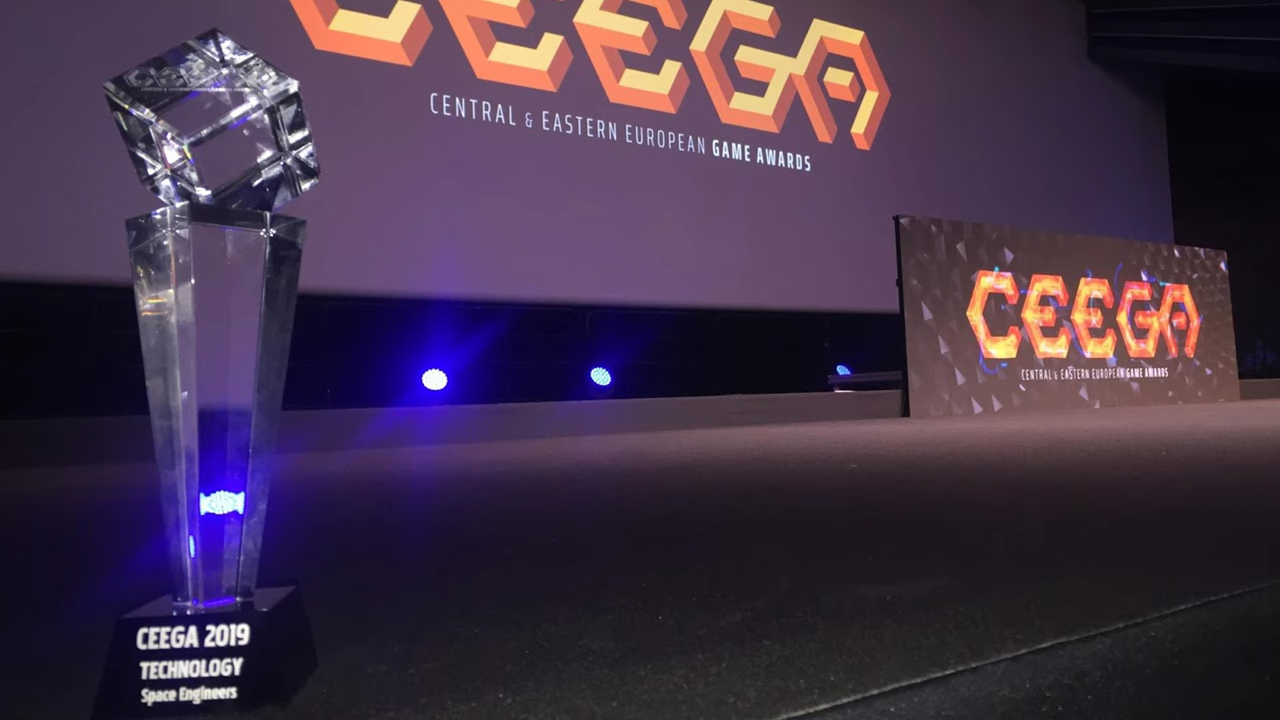 CEEGA
CENTRAL & EASTERN EUROPEAN GAME AWARDS
CEEGA
CENTRAL & EASTERN EUROPEAN GAME AWARDS
CEEGA 2019
TECHNOLOGY
Space Engineers